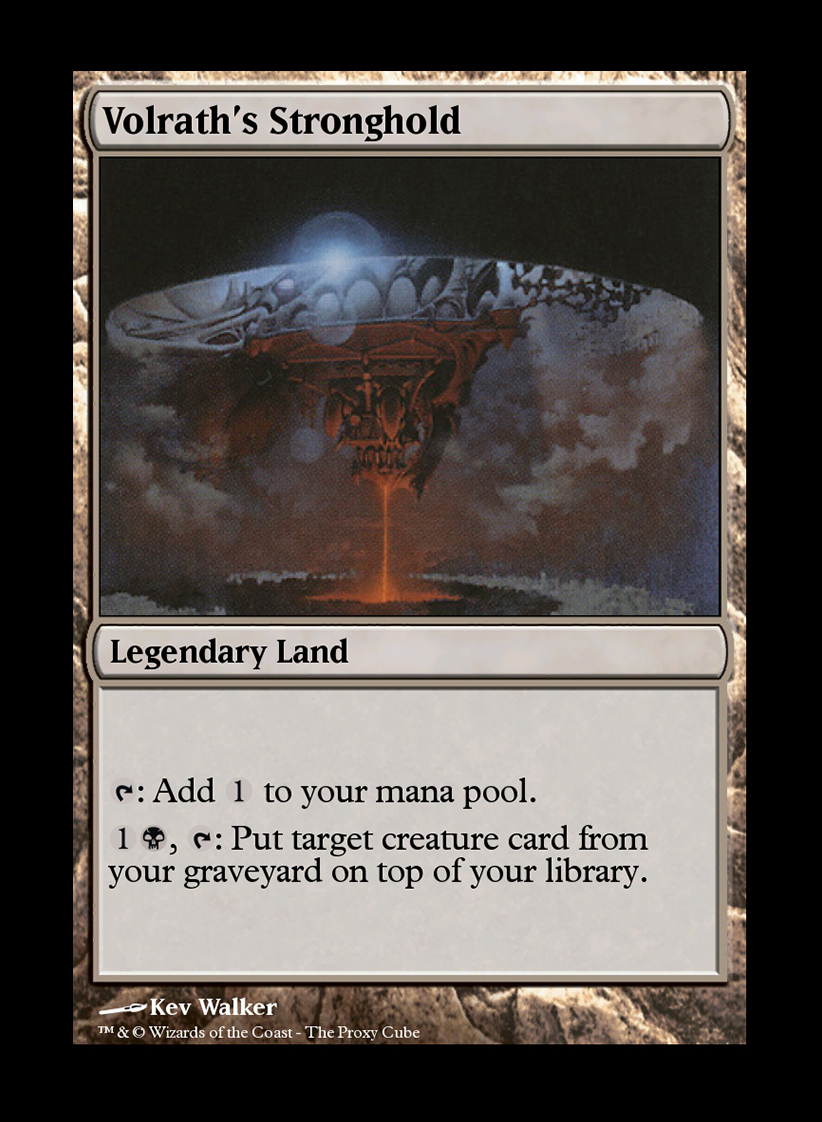 Volrath's Stronghold
Legendary Land
: Add 1 to your mana pool.
1 , : Put target creature card from
your graveyard on top of your library.
Kev Walker
™ & © Wizards of the Coast - The Proxy Cube